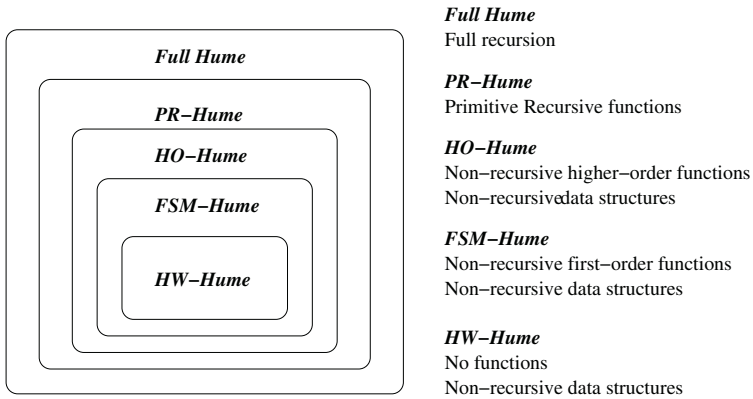 Full Hume
PR−Hume
HO−Hume
FSM−Hume
HW−Hume
Full Hume
Full recursion
PR−Hume
Primitive Recursive functions
HO−Hume
Non−recursive higher−order functions
Non−recursivedata structures
FSM−Hume
Non−recursive first−order functions
Non−recursive data structures
HW−Hume
No functions
Non−recursive data structures